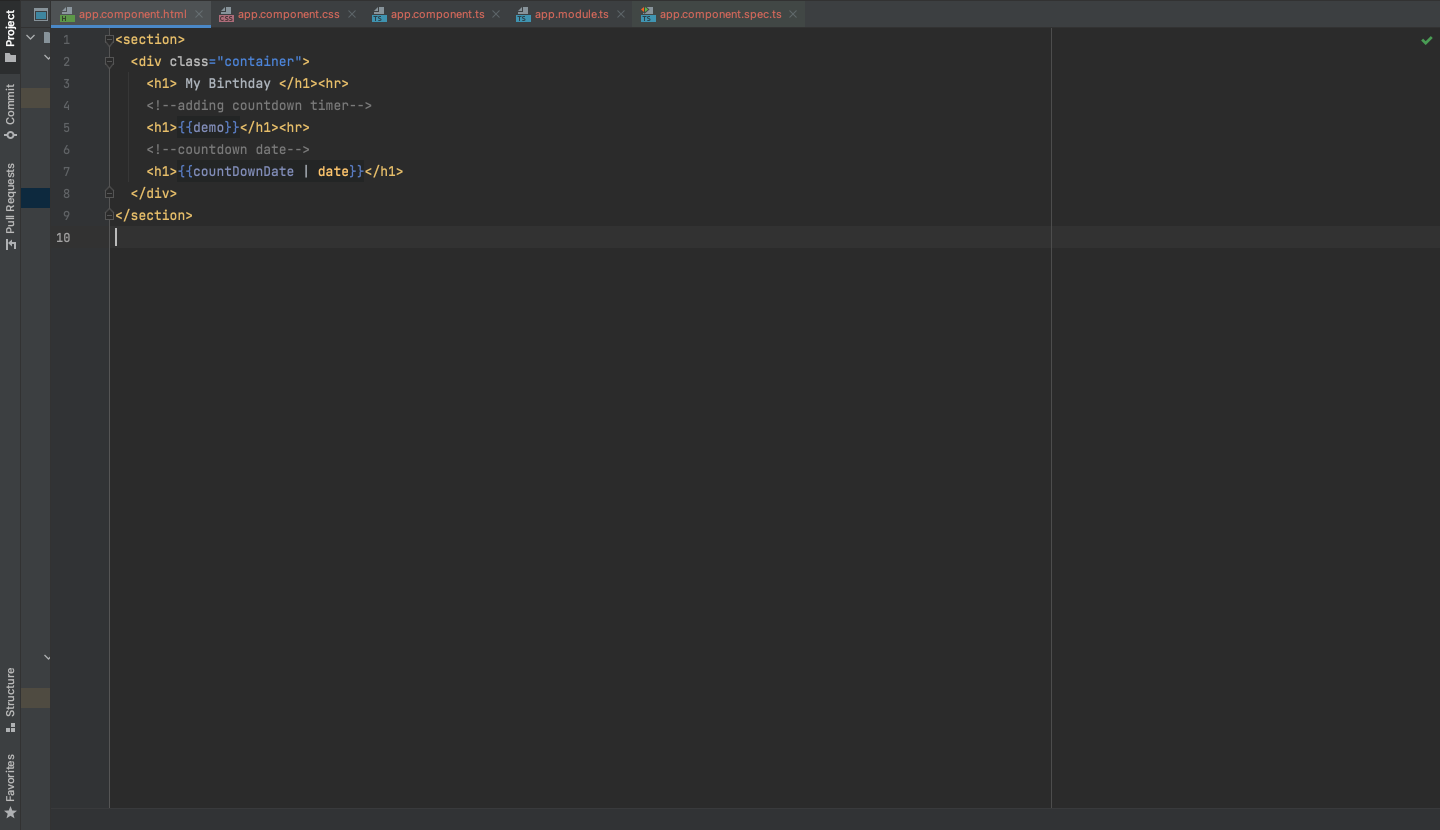 Project
Commit
Pull Requests
Structure
Favorites
app.component.html
app.component.css
app.component.ts
app.module.ts
app.component.spec.ts
1 <section>
2   <div class="container">
3     <h1> My Birthday </h1><hr>
4     <!--adding countdown timer-->
5     <h1>{{demo}}</h1><hr>
6     <!--countdown date-->
7     <h1>{{countDownDate | date}}</h1>
8   </div>
9 </section>
10